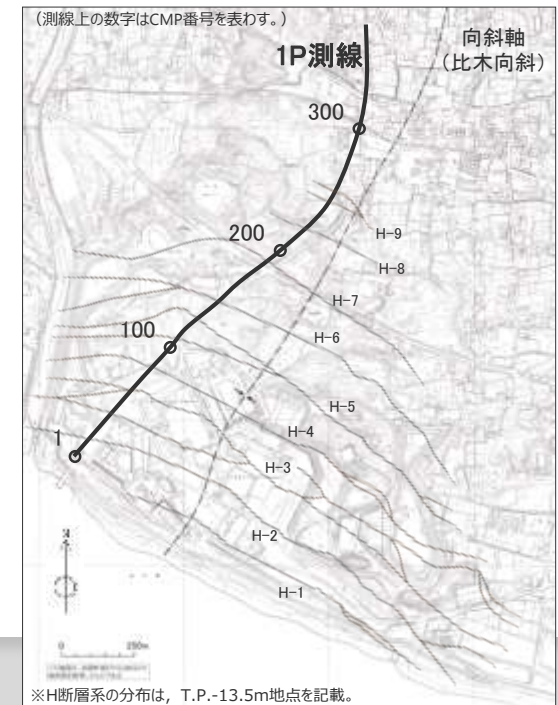 (測線上の数字はCMP番号を表わす。)
1P測線
向斜軸
(比木向斜)
300
200
H-9
H-8
H-7
100
H-6
H-5
1
H-4
H-3
H-2
H-1
0 250m
※H断層系の分布は,T.P.-13.5m地点を記載。